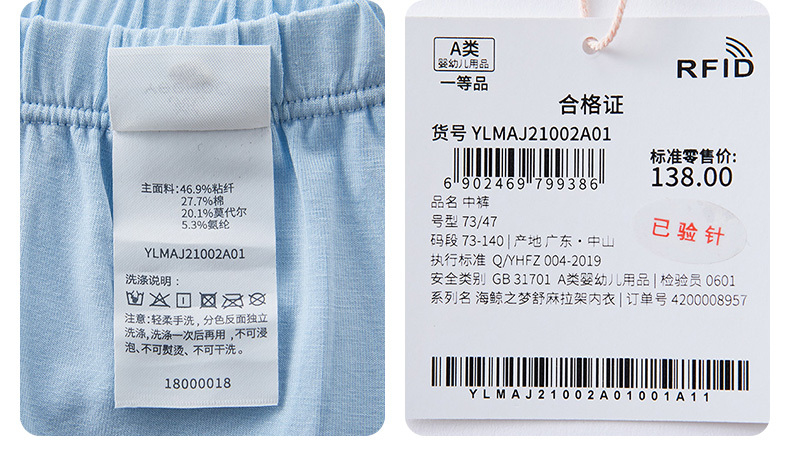 主面料:46.9%粘纤
27.7%棉
20.1%莫代尔
5.3%氨纶
YLMAJ21002A01
洗涤说明:
注意:轻柔手洗,分色反面独立
洗涤,洗涤一次后再用,不可浸
泡、不可熨烫、不可干洗。
18000018
A类
婴幼儿用品
一等品
RFID
合格证
货号 YLMAJ21002A01
6 902469 799386
标准零售价:
138.00
品名 中裤
号型 73/47
码段 73-140 | 产地 广东·中山
执行标准 Q/YHFZ 004-2019
安全类别 GB 31701 A类婴幼儿用品 | 检验员 0601
系列名 海鲸之梦舒麻拉架内衣 | 订单号 4200008957
已验针
YLMAJ21002A01001A11